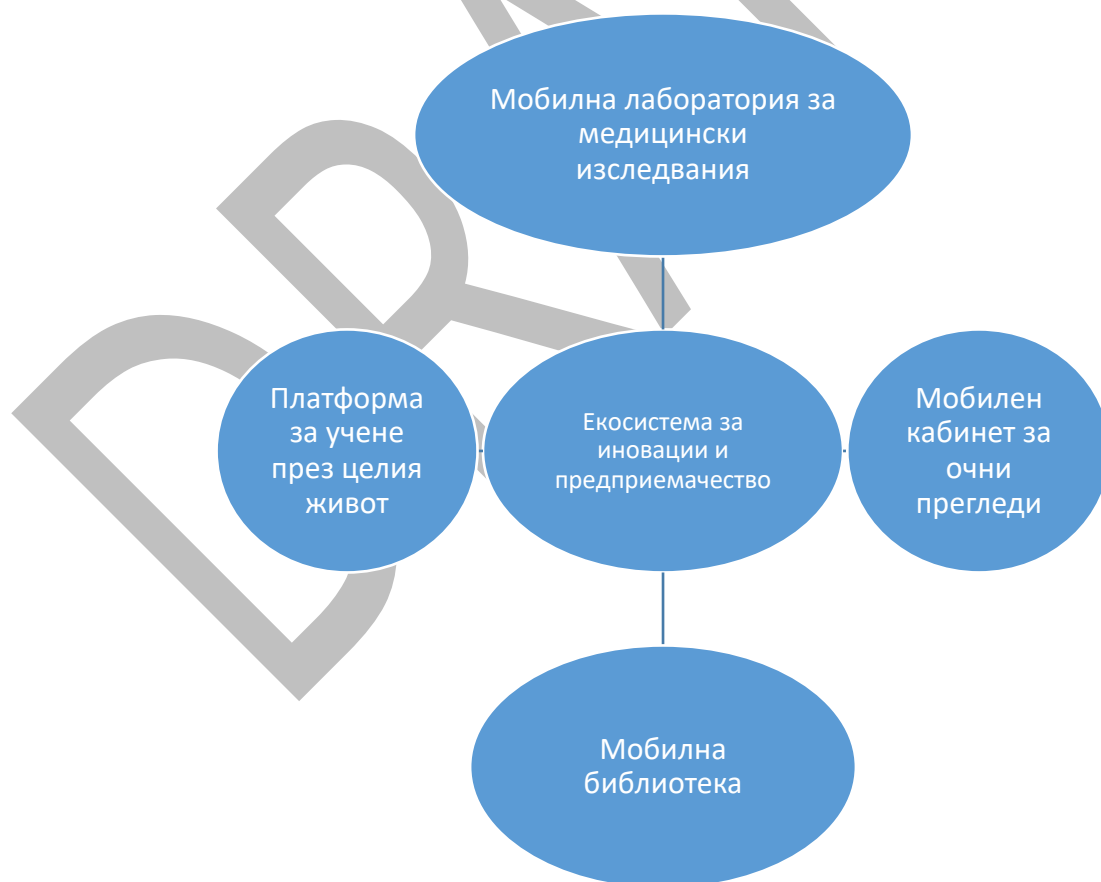 Мобилна лаборатория за
медицински
изследвания
Платформа
за учене
през целия
живот
Екосистема за
иновации и
предприемачество
Мобилен
кабинет за
очни
прегледи
Мобилна
библиотека